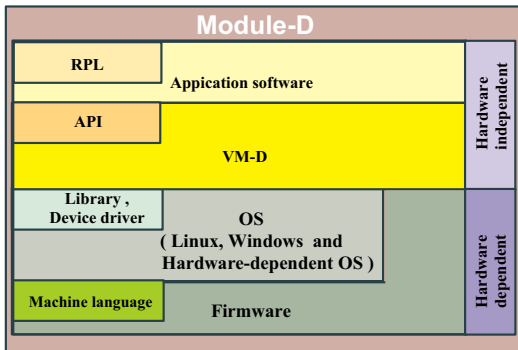 Module-D
RPL
Appication software
API
VM-D
Hardware
independent
Library ,
Device driver
OS
( Linux, Windows and
Hardware-dependent OS )
Machine language
Firmware
Hardware
dependent